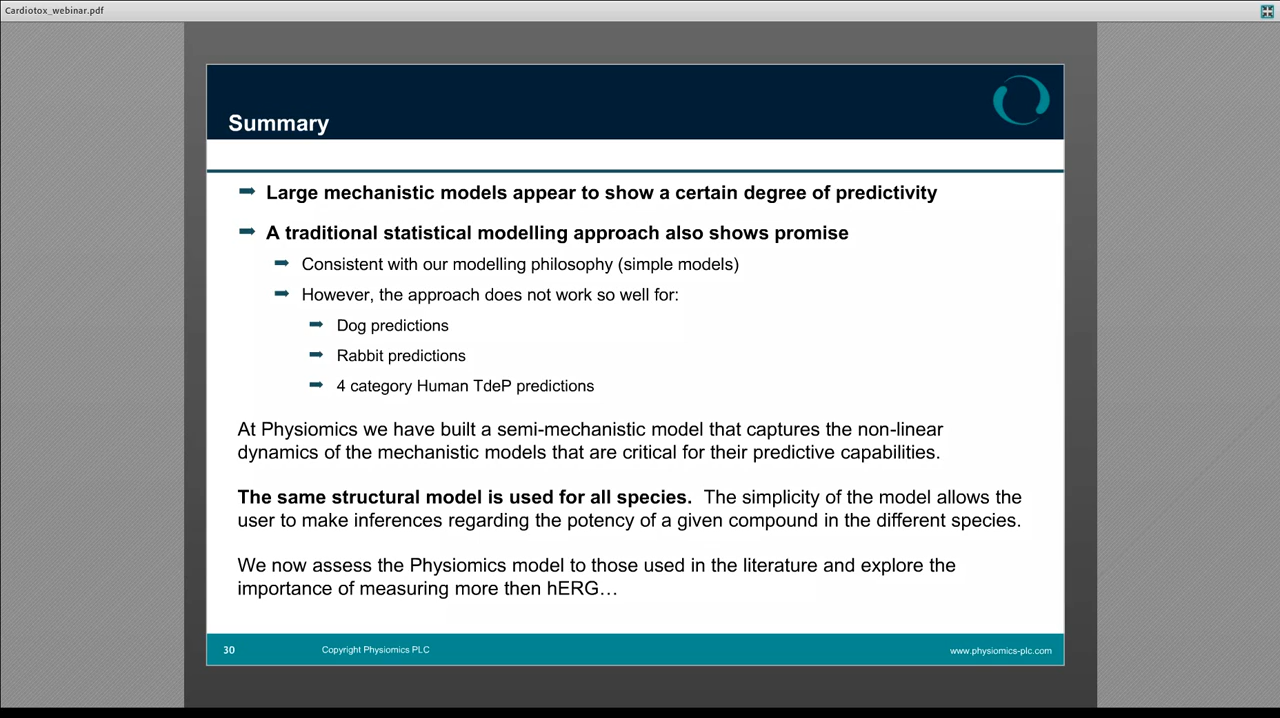 Cardiotox_webinar.pdf
Summary
Large mechanistic models appear to show a certain degree of predictivity
A traditional statistical modelling approach also shows promise
Consistent with our modelling philosophy (simple models)
However, the approach does not work so well for:
Dog predictions
Rabbit predictions
4 category Human TdeP predictions
At Physiomics we have built a semi-mechanistic model that captures the non-linear
dynamics of the mechanistic models that are critical for their predictive capabilities.
The same structural model is used for all species. The simplicity of the model allows the
user to make inferences regarding the potency of a given compound in the different species.
We now assess the Physiomics model to those used in the literature and explore the
importance of measuring more then hERG…
30 Copyright Physiomics PLC www.physiomics-plc.com